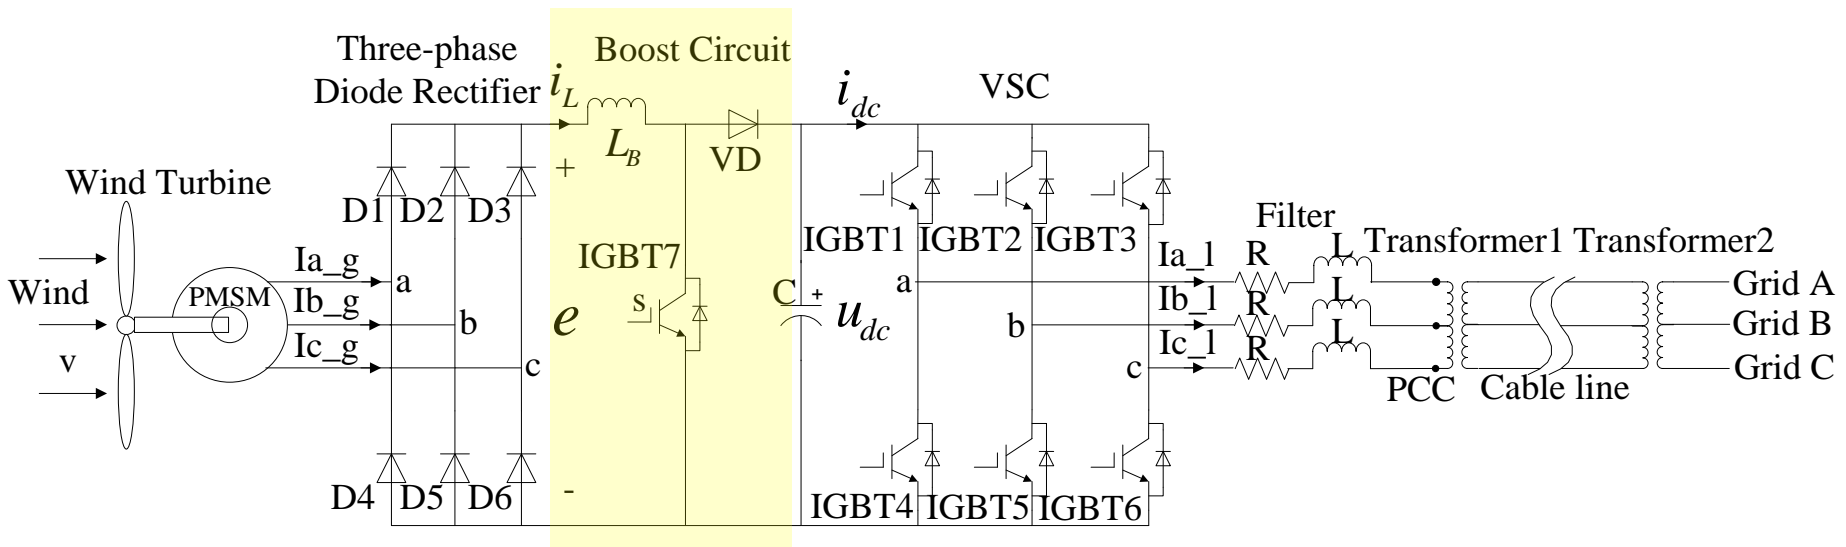 Three-phase
Diode Rectifier
Boost Circuit
VSC
i_L
L_B
VD
i_dc
Wind Turbine
D1 D2 D3
+
IGBT1 IGBT2 IGBT3
Filter
Transformer1 Transformer2
IGBT7
Wind
v
PMSM
Ia_g
Ib_g
Ic_g
a
b
c
e
s
C +
u_dc
a
b
c
Ia_l
Ib_l
Ic_l
R L
R L
R L
PCC
Cable line
Grid A
Grid B
Grid C
D4 D5 D6
-
IGBT4 IGBT5 IGBT6